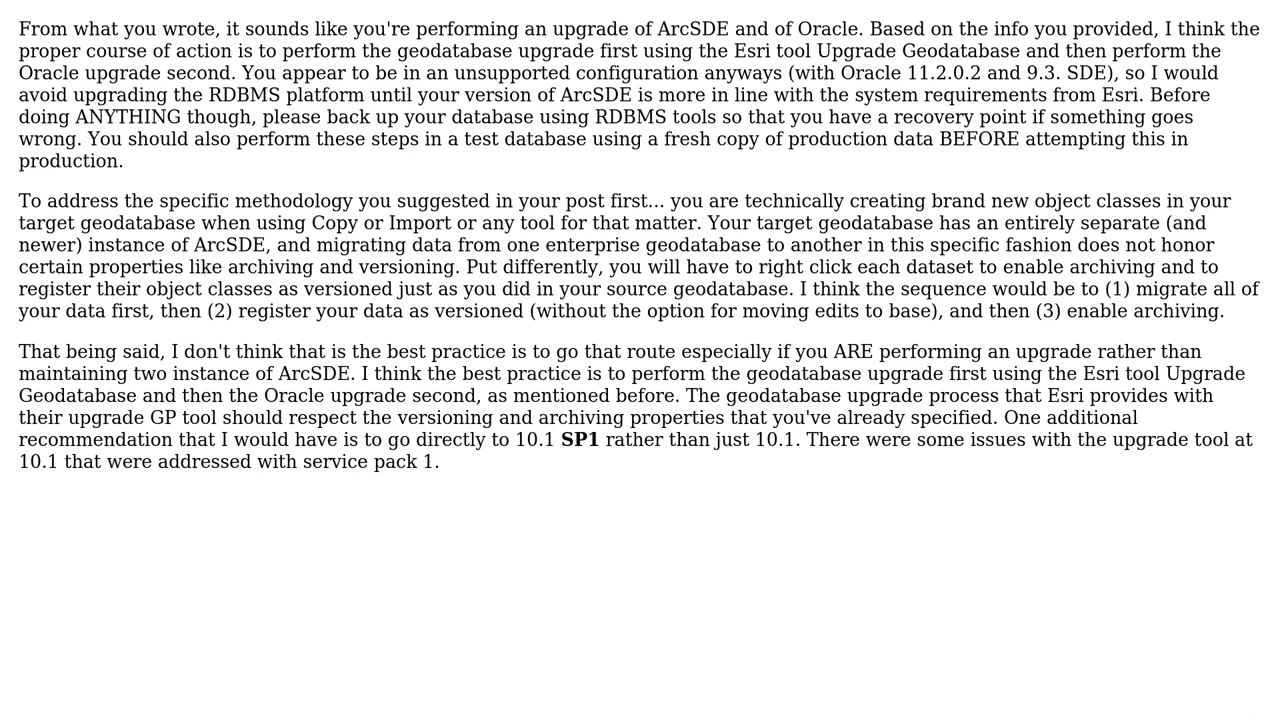 From what you wrote, it sounds like you're performing an upgrade of ArcSDE and of Oracle. Based on the info you provided, I think the
proper course of action is to perform the geodatabase upgrade first using the Esri tool Upgrade Geodatabase and then perform the
Oracle upgrade second. You appear to be in an unsupported configuration anyways (with Oracle 11.2.0.2 and 9.3. SDE), so I would
avoid upgrading the RDBMS platform until your version of ArcSDE is more in line with the system requirements from Esri. Before
doing ANYTHING though, please back up your database using RDBMS tools so that you have a recovery point if something goes
wrong. You should also perform these steps in a test database using a fresh copy of production data BEFORE attempting this in
production.
To address the specific methodology you suggested in your post first... you are technically creating brand new object classes in your
target geodatabase when using Copy or Import or any tool for that matter. Your target geodatabase has an entirely separate (and
newer) instance of ArcSDE, and migrating data from one enterprise geodatabase to another in this specific fashion does not honor
certain properties like archiving and versioning. Put differently, you will have to right click each dataset to enable archiving and to
register their object classes as versioned just as you did in your source geodatabase. I think the sequence would be to (1) migrate all of
your data first, then (2) register your data as versioned (without the option for moving edits to base), and then (3) enable archiving.
That being said, I don't think that is the best practice is to go that route especially if you ARE performing an upgrade rather than
maintaining two instance of ArcSDE. I think the best practice is to perform the geodatabase upgrade first using the Esri tool Upgrade
Geodatabase and then the Oracle upgrade second, as mentioned before. The geodatabase upgrade process that Esri provides with
their upgrade GP tool should respect the versioning and archiving properties that you've already specified. One additional
recommendation that I would have is to go directly to 10.1 SP1 rather than just 10.1. There were some issues with the upgrade tool at
10.1 that were addressed with service pack 1.